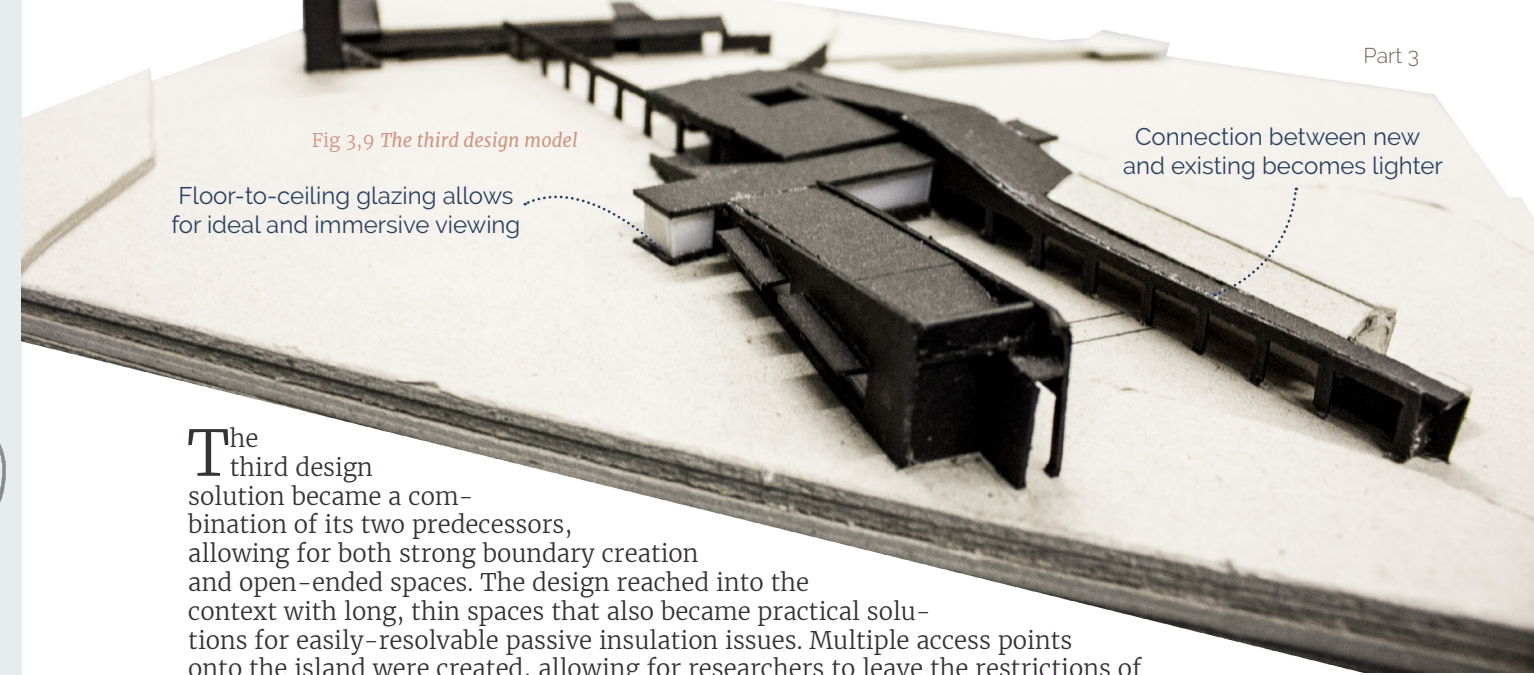 Part 3
Fig 3,9 The third design model
Connection between new
and existing becomes lighter
Floor-to-ceiling glazing allows
for ideal and immersive viewing
The
third design
solution became a com-
bination of its two predecessors,
allowing for both strong boundary creation
and open-ended spaces. The design reached into the
context with long, thin spaces that also became practical solu-
tions for easily-resolvable passive insulation issues. Multiple access points
onto the island were created, allowing for researchers to leave the restrictions of